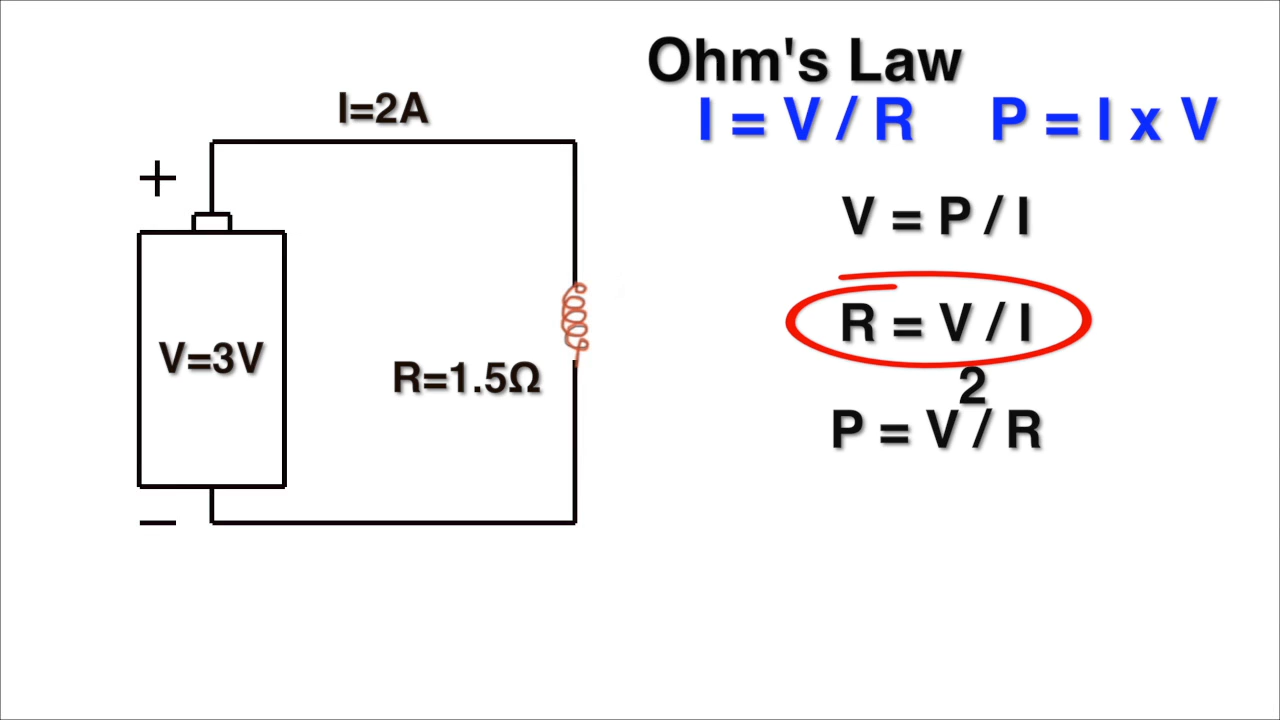 Ohm's Law
I = V / R P = I x V
I=2A
+
V = P / I
R = V / I
V=3V
R=1.5Ω
2
P = V / R
−